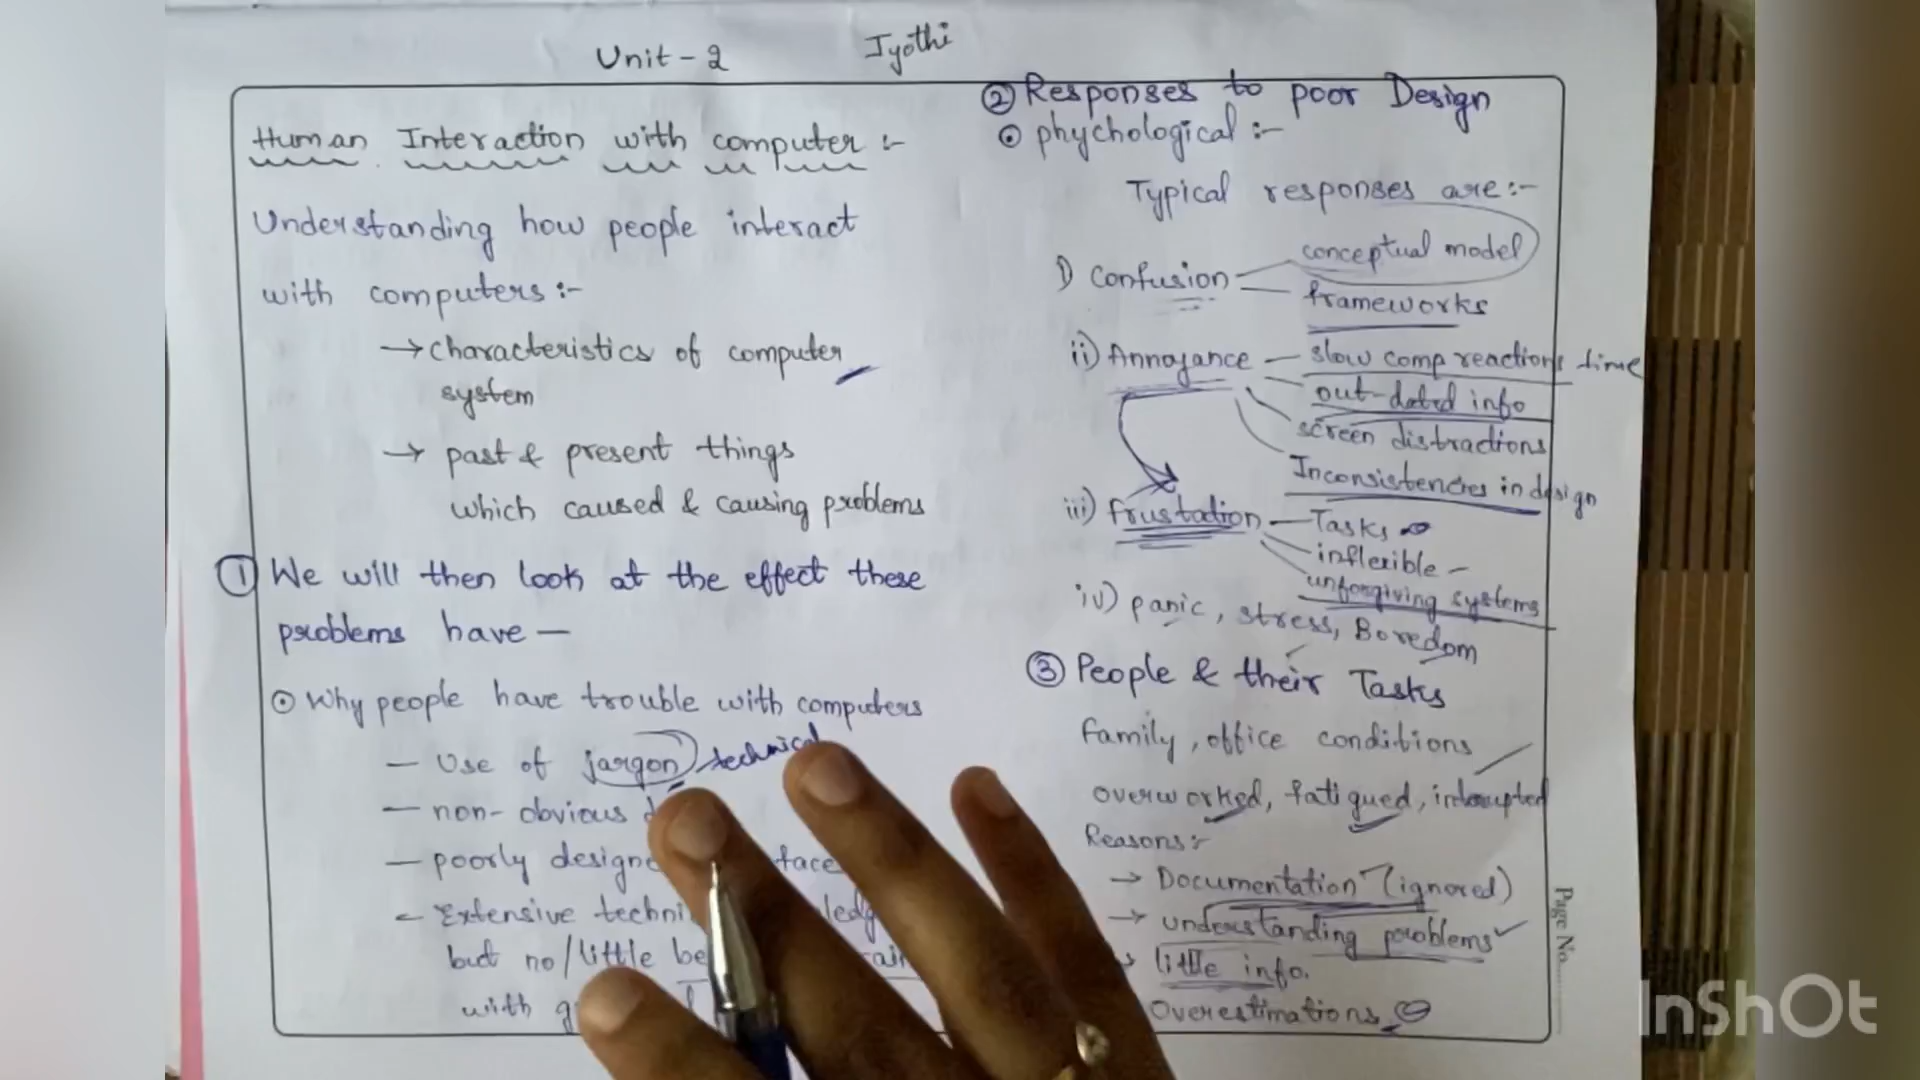 Unit - 2 Jyothi
Human Interaction with computer :-
Understanding how people interact
with computers :-
→ characteristics of computer
system
→ past & present things
which caused & causing problems
① We will then look at the effect these
problems have —
⊙ Why people have trouble with computers
— Use of jargon technical
— non-obvious
— poorly
— Extensive
but no/little
with
② Responses to poor Design
⊙ phychological :-
Typical responses are :-
i) Confusion — conceptual model
— frameworks
ii) Annoyance — slow comp reactions time
out-dated info
screen distractions
Inconsistencies in design
iii) frustation — Tasks
inflexible —
unforgiving systems
iv) panic, stress, Boredom
③ People & their Tasks
family, office conditions
overworked, fatigued,
Reasons :-
→ Documentation (ignored)
→ understanding problems
little info.
Overestimations
Page No.
InShOt